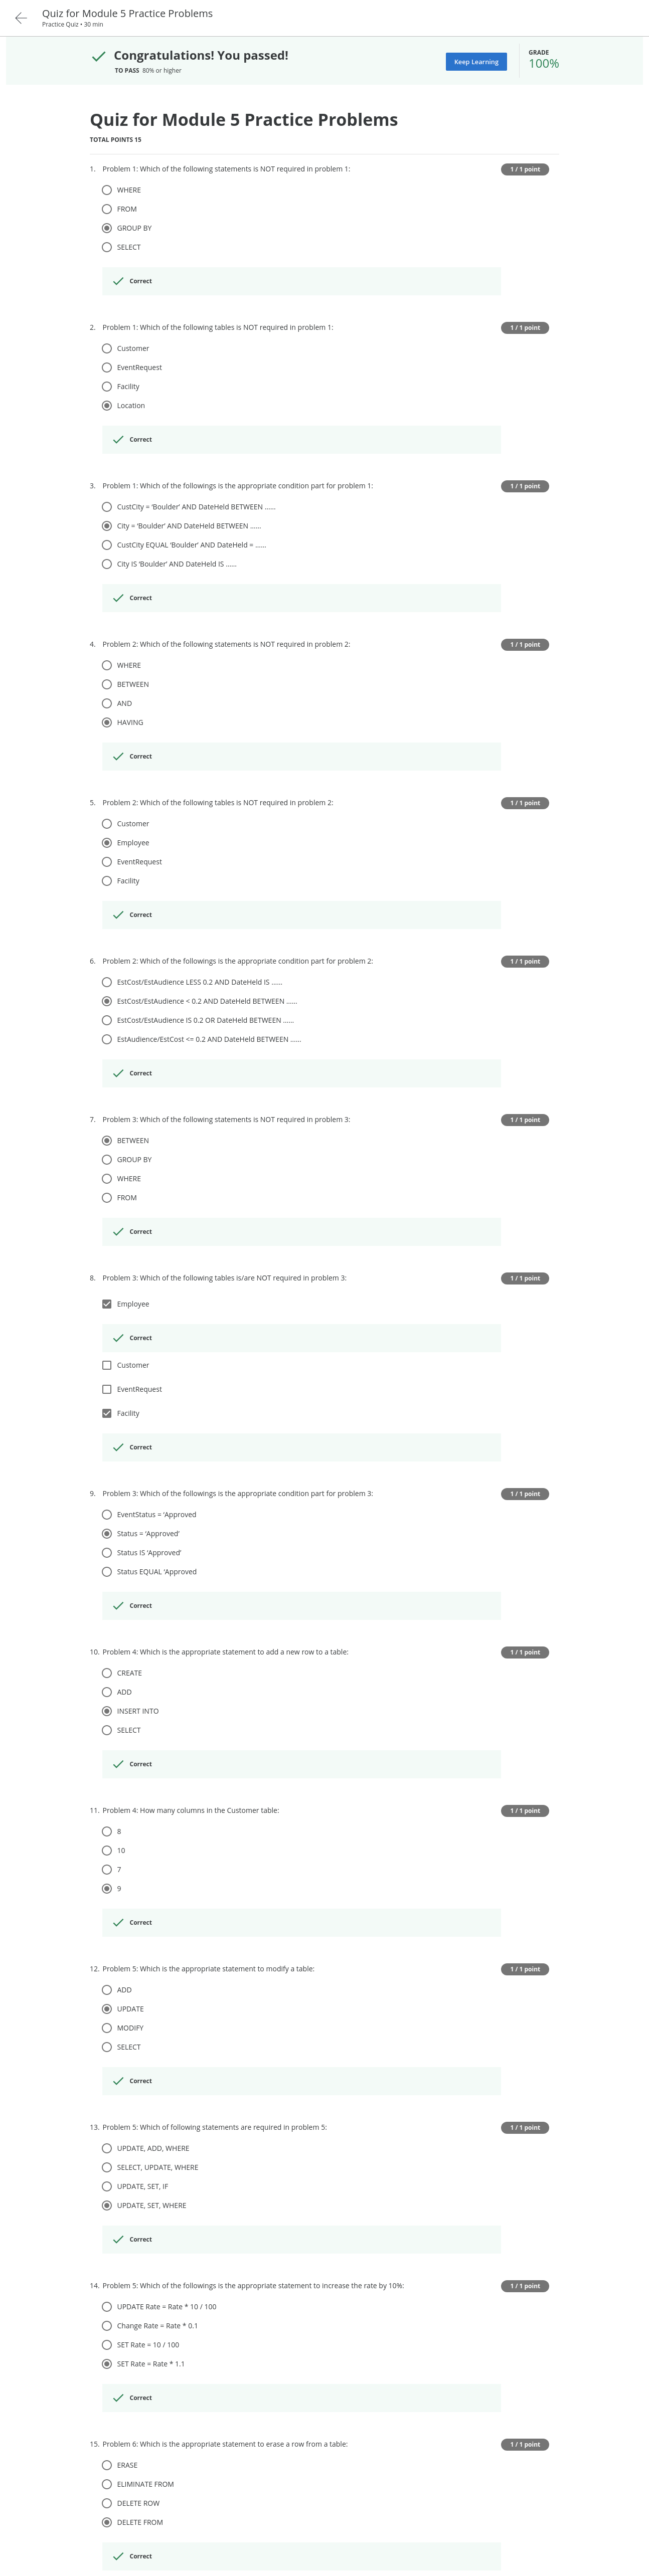 Quiz for Module 5 Practice Problems
Practice Quiz • 30 min
Congratulations! You passed!
TO PASS 80% or higher
Keep Learning
GRADE
100%
Quiz for Module 5 Practice Problems
TOTAL POINTS 15
1. Problem 1: Which of the following statements is NOT required in problem 1:
1 / 1 point
WHERE
FROM
GROUP BY
SELECT
Correct
2. Problem 1: Which of the following tables is NOT required in problem 1:
1 / 1 point
Customer
EventRequest
Facility
Location
Correct
3. Problem 1: Which of the followings is the appropriate condition part for problem 1:
1 / 1 point
CustCity = ‘Boulder’ AND DateHeld BETWEEN ……
City = ‘Boulder’ AND DateHeld BETWEEN ……
CustCity EQUAL ‘Boulder’ AND DateHeld = ……
City IS ‘Boulder’ AND DateHeld IS ……
Correct
4. Problem 2: Which of the following statements is NOT required in problem 2:
1 / 1 point
WHERE
BETWEEN
AND
HAVING
Correct
5. Problem 2: Which of the following tables is NOT required in problem 2:
1 / 1 point
Customer
Employee
EventRequest
Facility
Correct
6. Problem 2: Which of the followings is the appropriate condition part for problem 2:
1 / 1 point
EstCost/EstAudience LESS 0.2 AND DateHeld IS ……
EstCost/EstAudience < 0.2 AND DateHeld BETWEEN ……
EstCost/EstAudience IS 0.2 OR DateHeld BETWEEN ……
EstAudience/EstCost <= 0.2 AND DateHeld BETWEEN ……
Correct
7. Problem 3: Which of the following statements is NOT required in problem 3:
1 / 1 point
BETWEEN
GROUP BY
WHERE
FROM
Correct
8. Problem 3: Which of the following tables is/are NOT required in problem 3:
1 / 1 point
Employee
Correct
Customer
EventRequest
Facility
Correct
9. Problem 3: Which of the followings is the appropriate condition part for problem 3:
1 / 1 point
EventStatus = ‘Approved
Status = ‘Approved’
Status IS ‘Approved’
Status EQUAL ‘Approved
Correct
10. Problem 4: Which is the appropriate statement to add a new row to a table:
1 / 1 point
CREATE
ADD
INSERT INTO
SELECT
Correct
11. Problem 4: How many columns in the Customer table:
1 / 1 point
8
10
7
9
Correct
12. Problem 5: Which is the appropriate statement to modify a table:
1 / 1 point
ADD
UPDATE
MODIFY
SELECT
Correct
13. Problem 5: Which of following statements are required in problem 5:
1 / 1 point
UPDATE, ADD, WHERE
SELECT, UPDATE, WHERE
UPDATE, SET, IF
UPDATE, SET, WHERE
Correct
14. Problem 5: Which of the followings is the appropriate statement to increase the rate by 10%:
1 / 1 point
UPDATE Rate = Rate * 10 / 100
Change Rate = Rate * 0.1
SET Rate = 10 / 100
SET Rate = Rate * 1.1
Correct
15. Problem 6: Which is the appropriate statement to erase a row from a table:
1 / 1 point
ERASE
ELIMINATE FROM
DELETE ROW
DELETE FROM
Correct